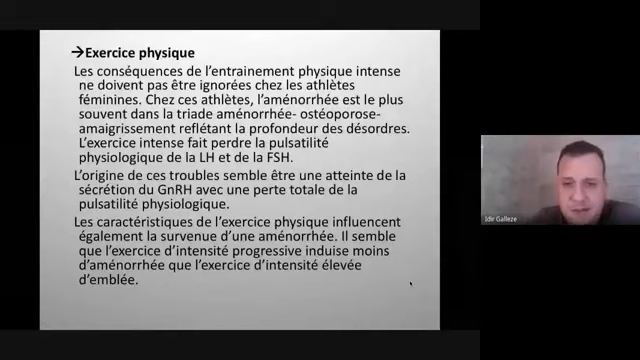 →Exercice physique
Les conséquences de l’entrainement physique intense
ne doivent pas être ignorées chez les athlètes
féminines. Chez ces athlètes, l’aménorrhée est le plus
souvent dans la triade aménorrhée- ostéoporose-
amaigrissement reflétant la profondeur des désordres.
L’exercice intense fait perdre la pulsatilité
physiologique de la LH et de la FSH.
L’origine de ces troubles semble être une atteinte de la
sécrétion du GnRH avec une perte totale de la
pulsatilité physiologique.
Les caractéristiques de l’exercice physique influencent
également la survenue d’une aménorrhée. Il semble
que l’exercice d’intensité progressive induise moins
d’aménorrhée que l’exercice d’intensité élevée
d’emblée.
Idir Galleze